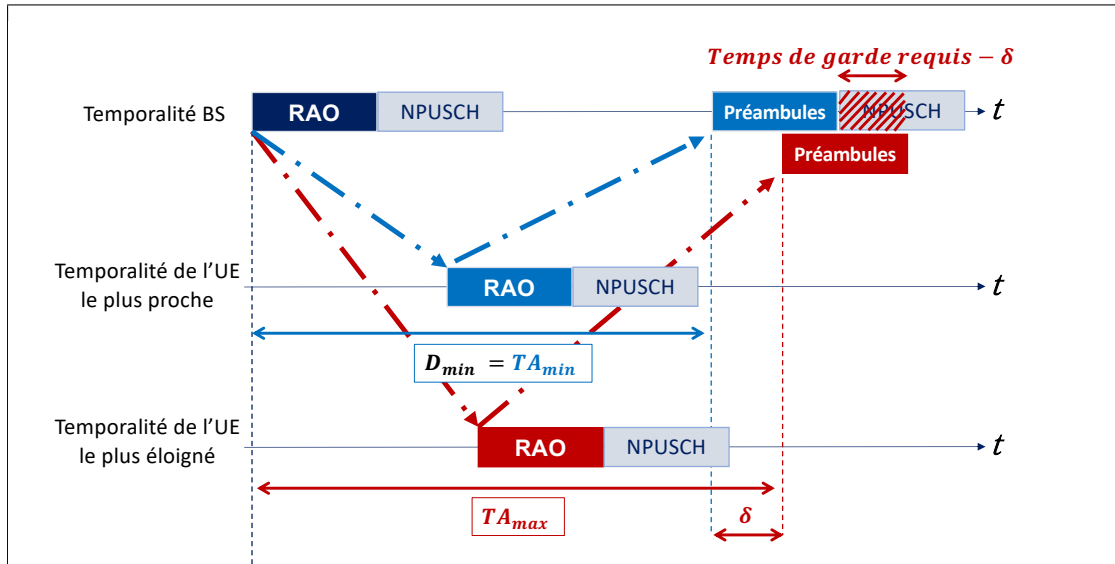 Temps de garde requis − δ
Temporalité BS
RAO
NPUSCH
Préambules
NPUSCH
t
Préambules
Temporalité de l’UE
le plus proche
RAO
NPUSCH
t
D_min = TA_min
Temporalité de l’UE
le plus éloigné
RAO
NPUSCH
t
TA_max
δ